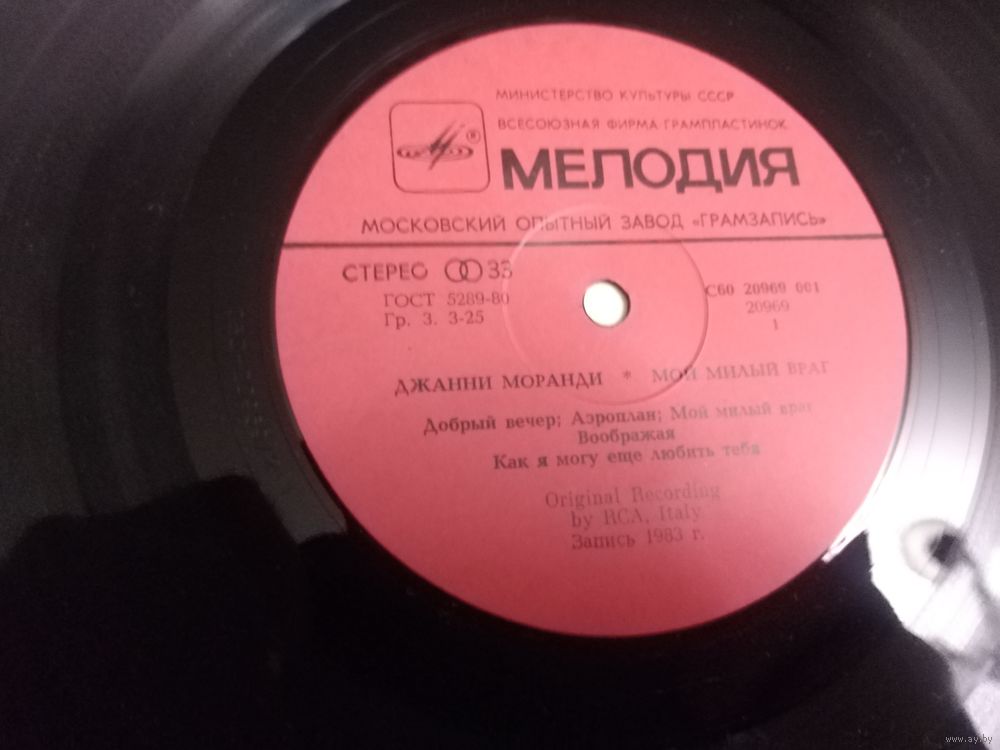 МИНИСТЕРСТВО КУЛЬТУРЫ СССР
ВСЕСОЮЗНАЯ ФИРМА ГРАМПЛАСТИНОК
®
МЕЛОДИЯ
МОСКОВСКИЙ ОПЫТНЫЙ ЗАВОД «ГРАМЗАПИСЬ»
СТЕРЕО 33
ГОСТ 5289-80
Гр. 3. 3-25
С60 20969 001
20969
1
ДЖАННИ МОРАНДИ * МОЙ МИЛЫЙ ВРАГ
Добрый вечер; Аэроплан; Мой милый враг
Воображая
Как я могу еще любить тебя
Original Recording
by RCA, Italy
Запись 1983 г.
www.ay.by